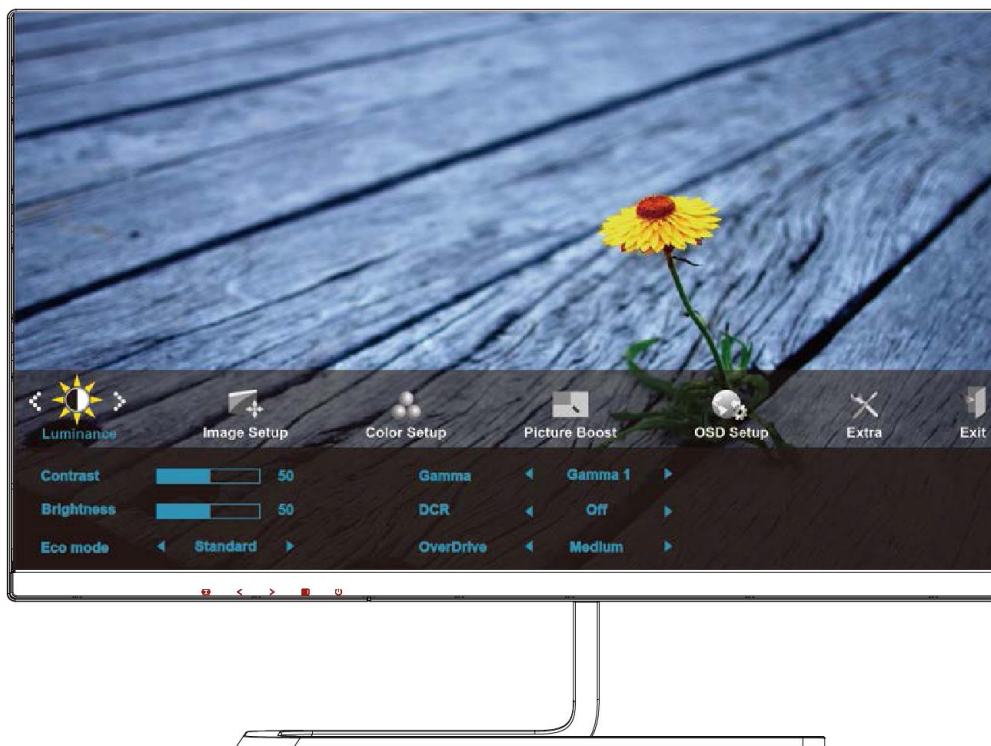 Luminance Image Setup Color Setup Picture Boost OSD Setup Extra Exit
Contrast 50 Gamma Gamma 1
Brightness 50 DCR Off
Eco mode Standard OverDrive Medium